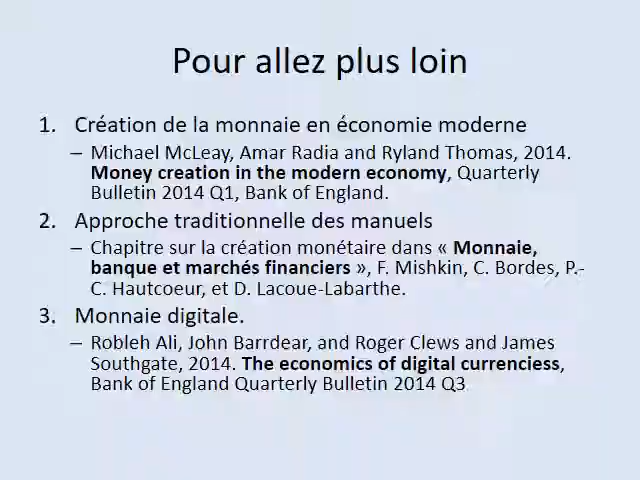 Pour allez plus loin
1. Création de la monnaie en économie moderne
– Michael McLeay, Amar Radia and Ryland Thomas, 2014.
Money creation in the modern economy, Quarterly
Bulletin 2014 Q1, Bank of England.
2. Approche traditionnelle des manuels
– Chapitre sur la création monétaire dans « Monnaie,
banque et marchés financiers », F. Mishkin, C. Bordes, P.-
C. Hautcoeur, et D. Lacoue-Labarthe.
3. Monnaie digitale.
– Robleh Ali, John Barrdear, and Roger Clews and James
Southgate, 2014. The economics of digital currenciess,
Bank of England Quarterly Bulletin 2014 Q3